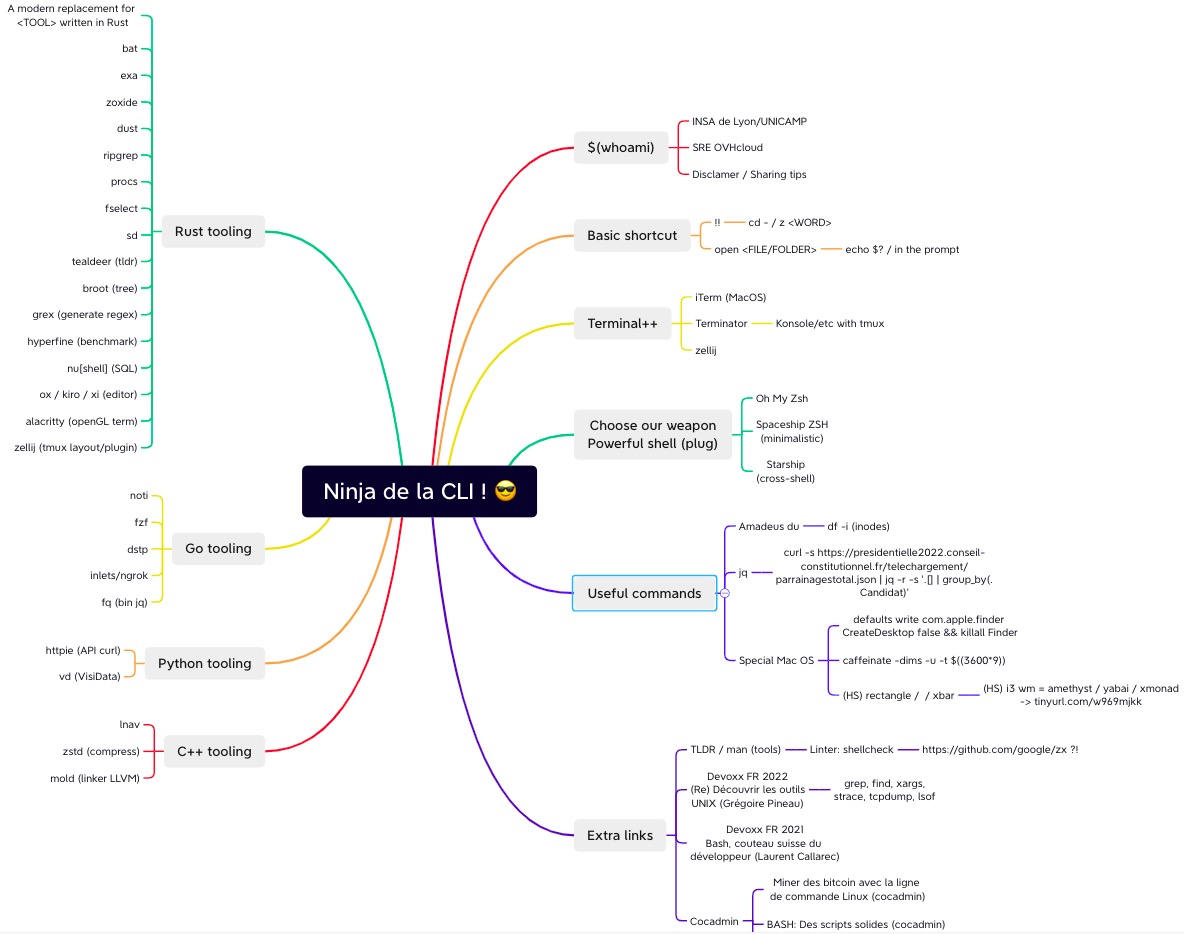 Ninja de la CLI ! 😎
$(whoami)
INSA de Lyon/UNICAMP
SRE OVHcloud
Disclamer / Sharing tips
Basic shortcut
!!
cd - / z <WORD>
open <FILE/FOLDER>
echo $? / in the prompt
Terminal++
iTerm (MacOS)
Terminator
Konsole/etc with tmux
zellij
Choose our weapon
Powerful shell (plug)
Oh My Zsh
Spaceship ZSH
(minimalistic)
Starship
(cross-shell)
Useful commands
Amadeus du
df -i (inodes)
jq
curl -s https://presidentielle2022.conseil-
constitutionnel.fr/telechargement/
parrainagestotal.json | jq -r -s '.[] | group_by(.
Candidat)'
Special Mac OS
defaults write com.apple.finder
CreateDesktop false && killall Finder
caffeinate -dims -u -t $((3600*9))
(HS) rectangle /  / xbar
(HS) i3 wm = amethyst / yabai / xmonad
-> tinyurl.com/w969mjkk
Extra links
TLDR / man (tools)
Linter: shellcheck
https://github.com/google/zx ?!
Devoxx FR 2022
(Re) Découvrir les outils
UNIX (Grégoire Pineau)
grep, find, xargs,
strace, tcpdump, lsof
Devoxx FR 2021
Bash, couteau suisse du
développeur (Laurent Callarec)
Cocadmin
Miner des bitcoin avec la ligne
de commande Linux (cocadmin)
BASH: Des scripts solides (cocadmin)
Rust tooling
A modern replacement for
<TOOL> written in Rust
bat
exa
zoxide
dust
ripgrep
procs
fselect
sd
tealdeer (tldr)
broot (tree)
grex (generate regex)
hyperfine (benchmark)
nu[shell] (SQL)
ox / kiro / xi (editor)
alacritty (openGL term)
zellij (tmux layout/plugin)
Go tooling
noti
fzf
dstp
inlets/ngrok
fq (bin jq)
Python tooling
httpie (API curl)
vd (VisiData)
C++ tooling
lnav
zstd (compress)
mold (linker LLVM)